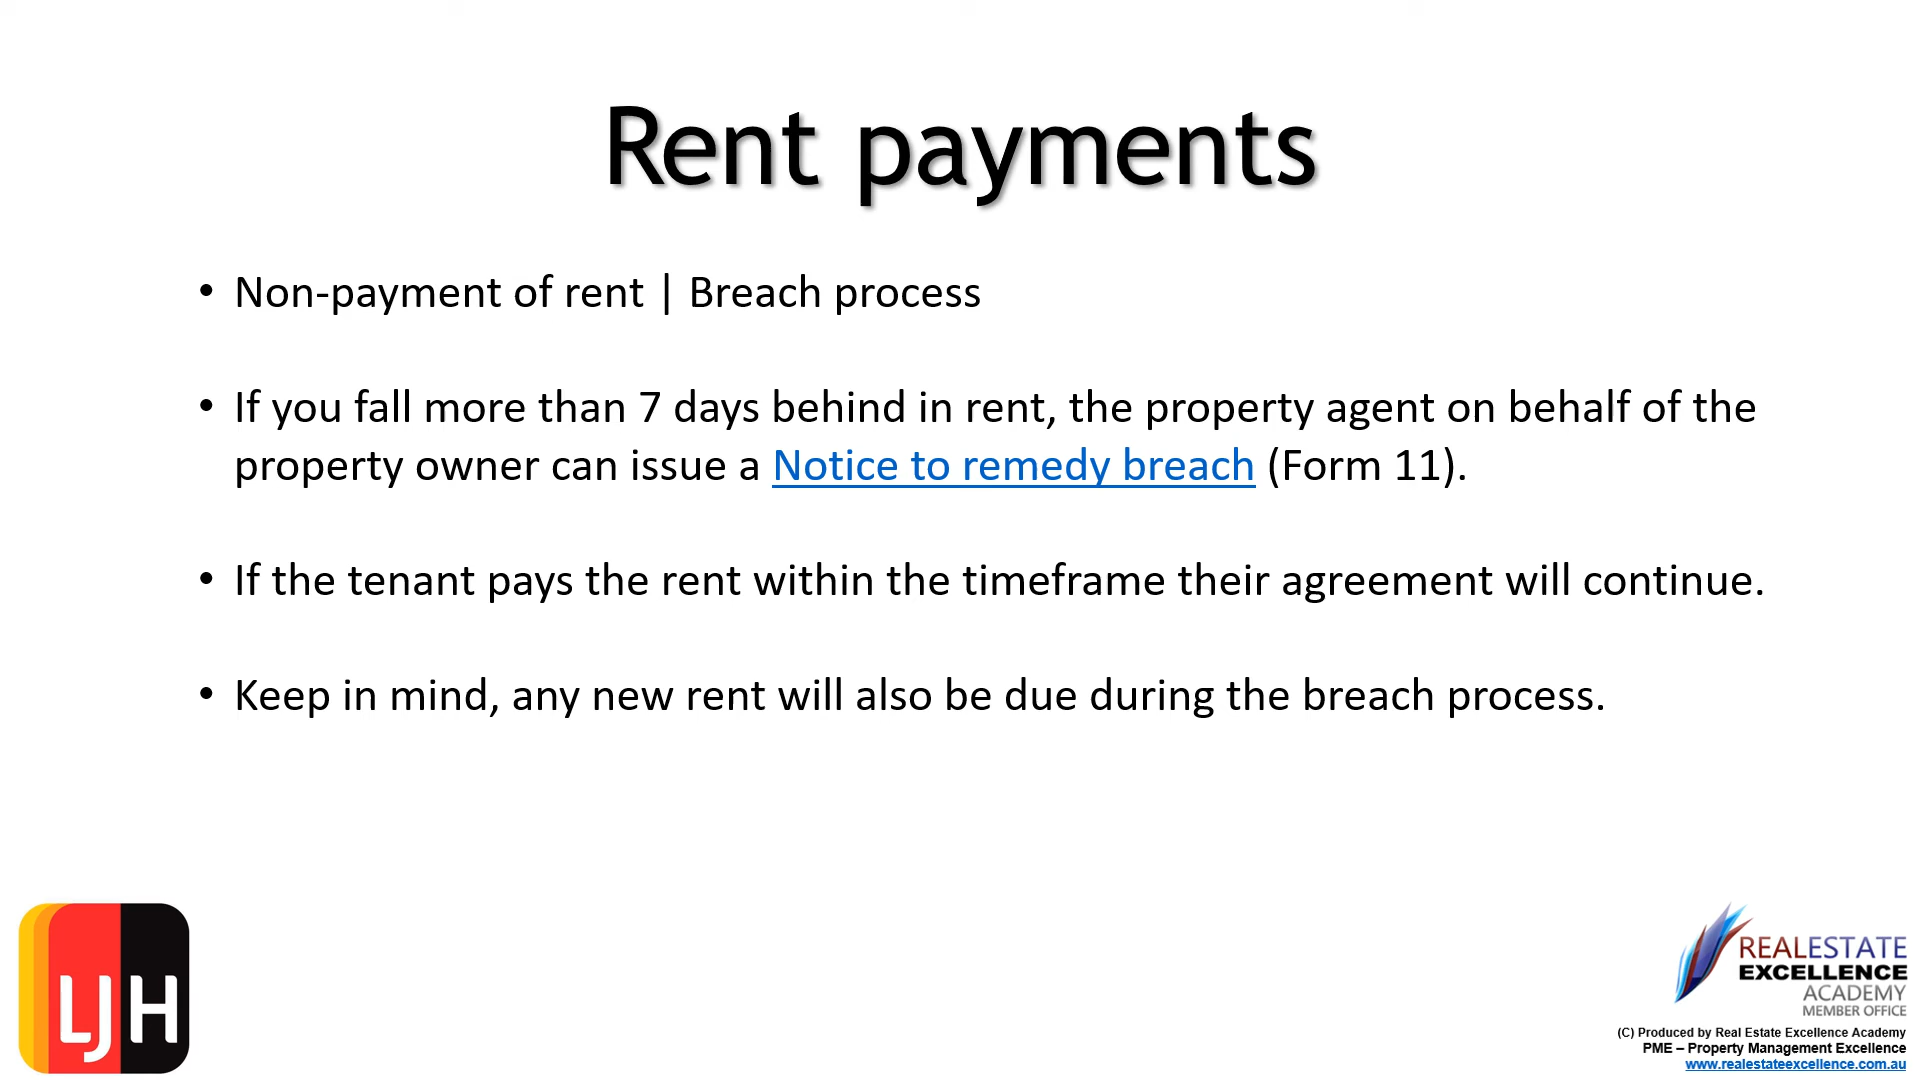 Rent payments
• Non-payment of rent | Breach process
• If you fall more than 7 days behind in rent, the property agent on behalf of the
property owner can issue a Notice to remedy breach (Form 11).
• If the tenant pays the rent within the timeframe their agreement will continue.
• Keep in mind, any new rent will also be due during the breach process.
LJH
REALESTATE
EXCELLENCE
ACADEMY
MEMBER OFFICE
(C) Produced by Real Estate Excellence Academy
PME – Property Management Excellence
www.realestateexcellence.com.au